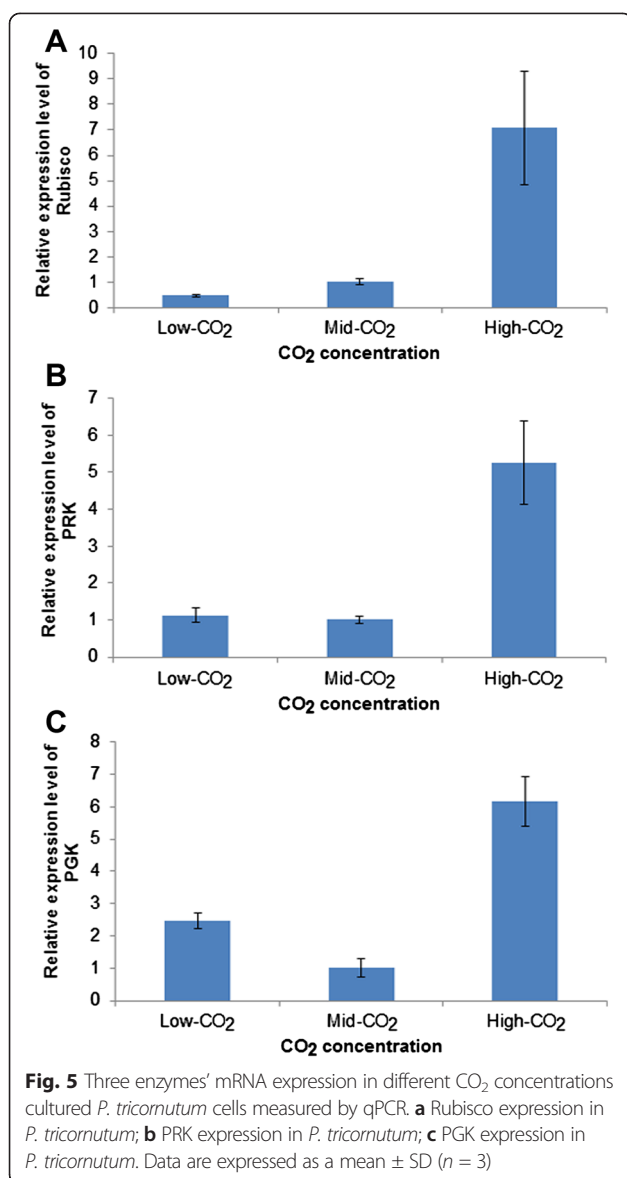 A
Relative expression level of
Rubisco
10
9
8
7
6
5
4
3
2
1
0
Low-CO₂ Mid-CO₂ High-CO₂
CO₂ concentration
B
Relative expression level of
PRK
7
6
5
4
3
2
1
0
Low-CO₂ Mid-CO₂ High-CO₂
CO₂ concentration
C
Relative expression level of
PGK
8
7
6
5
4
3
2
1
0
Low-CO₂ Mid-CO₂ High-CO₂
CO₂ concentration
Fig. 5 Three enzymes’ mRNA expression in different CO₂ concentrations
cultured P. tricornutum cells measured by qPCR. a Rubisco expression in
P. tricornutum; b PRK expression in P. tricornutum; c PGK expression in
P. tricornutum. Data are expressed as a mean ± SD (n = 3)